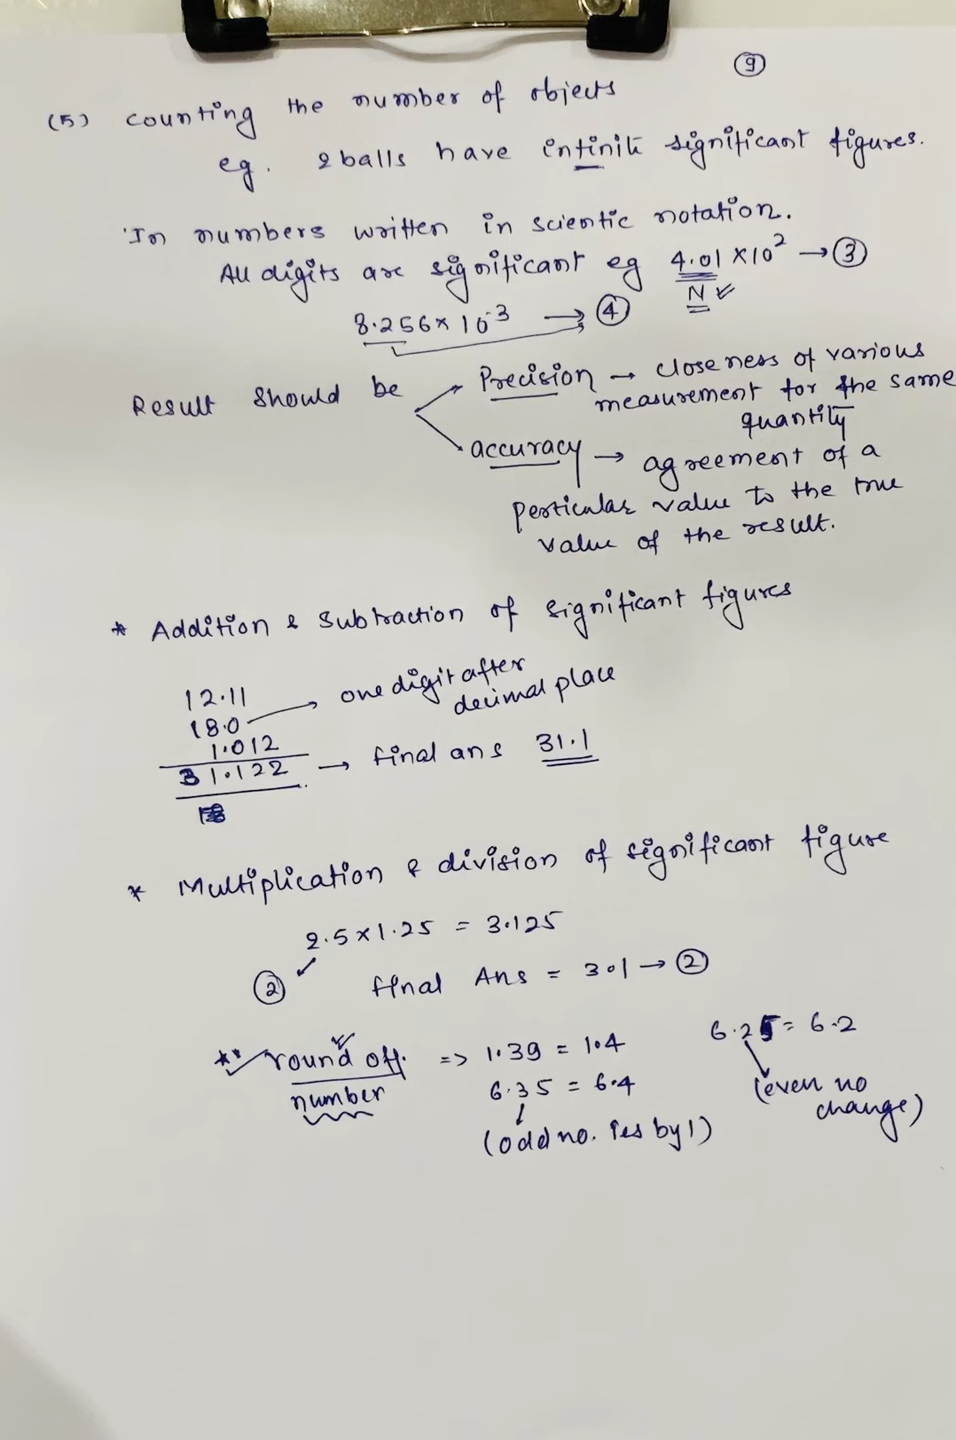 9
(5) counting the number of objects
eg. 2 balls have infinite significant figures.
In numbers written in scientic notation.
All digits are significant eg 4.01 × 10² → 3
N ✓
8.256 × 10⁻³ → 4
Result should be
Precision → closeness of various
measurement for the same
quantity
accuracy → agreement of a
perticular value to the true
value of the result.
* Addition & Subtraction of significant figures
12.11
18.0 → one digit after
decimal place
1.012
31.122 → final ans 31.1
* Multiplication & division of significant figure
2.5 × 1.25 = 3.125
2 ✓
final Ans = 3.1 → 2
** round off. => 1.39 = 1.4
number
6.35 = 6.4
(odd no. ↑es by 1)
6.25 = 6.2
(even no
change)